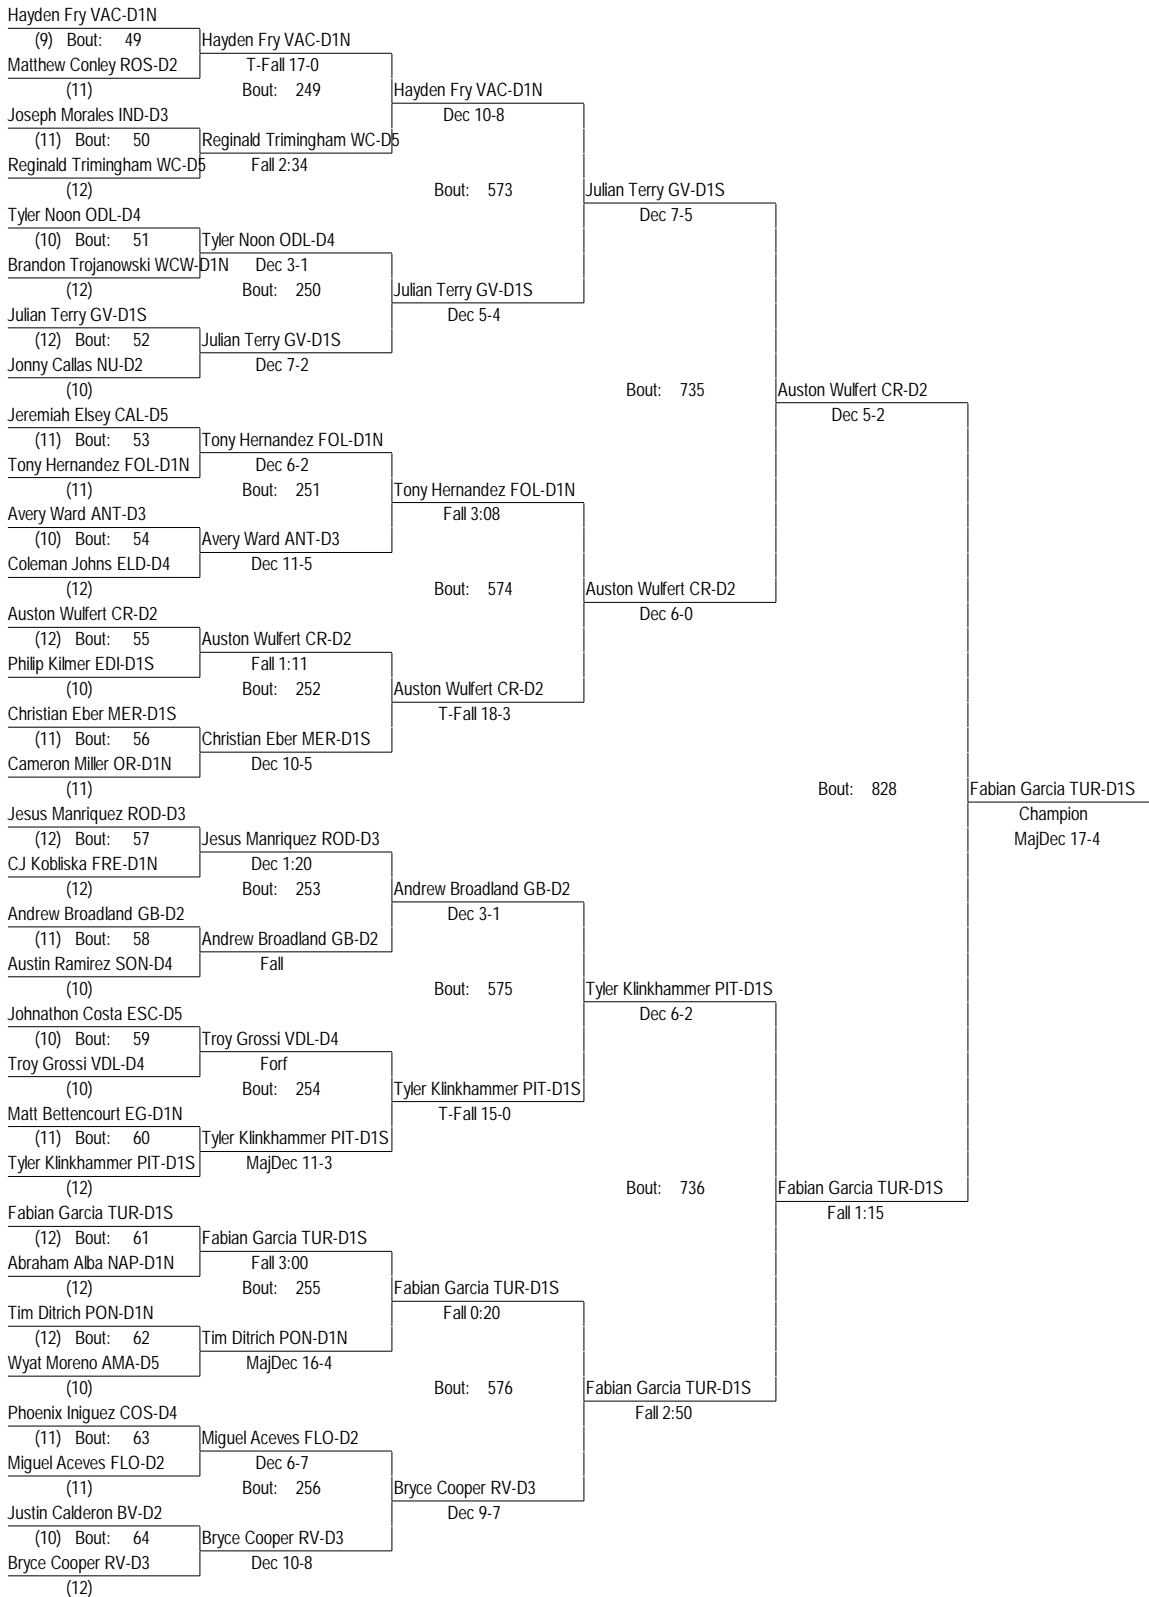 Hayden Fry VAC-D1N
(9) Bout: 49 Hayden Fry VAC-D1N
Matthew Conley ROS-D2 T-Fall 17-0
(11) Bout: 249 Hayden Fry VAC-D1N
Joseph Morales IND-D3 Dec 10-8
(11) Bout: 50 Reginald Trimingham WC-D5
Reginald Trimingham WC-D5 Fall 2:34
(12) Bout: 573 Julian Terry GV-D1S
Tyler Noon ODL-D4 Dec 7-5
(10) Bout: 51 Tyler Noon ODL-D4
Brandon Trojanowski WCW-D1N Dec 3-1
(12) Bout: 250 Julian Terry GV-D1S
Julian Terry GV-D1S Dec 5-4
(12) Bout: 52 Julian Terry GV-D1S
Jonny Callas NU-D2 Dec 7-2
(10) Bout: 735 Auston Wulfert CR-D2
Jeremiah Elsey CAL-D5 Dec 5-2
(11) Bout: 53 Tony Hernandez FOL-D1N
Tony Hernandez FOL-D1N Dec 6-2
(11) Bout: 251 Tony Hernandez FOL-D1N
Avery Ward ANT-D3 Fall 3:08
(10) Bout: 54 Avery Ward ANT-D3
Coleman Johns ELD-D4 Dec 11-5
(12) Bout: 574 Auston Wulfert CR-D2
Auston Wulfert CR-D2 Dec 6-0
(12) Bout: 55 Auston Wulfert CR-D2
Philip Kilmer EDI-D1S Fall 1:11
(10) Bout: 252 Auston Wulfert CR-D2
Christian Eber MER-D1S T-Fall 18-3
(11) Bout: 56 Christian Eber MER-D1S
Cameron Miller OR-D1N Dec 10-5
(11) Bout: 828 Fabian Garcia TUR-D1S
Jesus Manriquez ROD-D3 Champion
(12) Bout: 57 Jesus Manriquez ROD-D3 MajDec 17-4
CJ Kobliska FRE-D1N Dec 1:20
(12) Bout: 253 Andrew Broadland GB-D2
Andrew Broadland GB-D2 Dec 3-1
(11) Bout: 58 Andrew Broadland GB-D2
Austin Ramirez SON-D4 Fall
(10) Bout: 575 Tyler Klinkhammer PIT-D1S
Johnathon Costa ESC-D5 Dec 6-2
(10) Bout: 59 Troy Grossi VDL-D4
Troy Grossi VDL-D4 Forf
(10) Bout: 254 Tyler Klinkhammer PIT-D1S
Matt Bettencourt EG-D1N T-Fall 15-0
(11) Bout: 60 Tyler Klinkhammer PIT-D1S
Tyler Klinkhammer PIT-D1S MajDec 11-3
(12) Bout: 736 Fabian Garcia TUR-D1S
Fabian Garcia TUR-D1S Fall 1:15
(12) Bout: 61 Fabian Garcia TUR-D1S
Abraham Alba NAP-D1N Fall 3:00
(12) Bout: 255 Fabian Garcia TUR-D1S
Tim Ditrich PON-D1N Fall 0:20
(12) Bout: 62 Tim Ditrich PON-D1N
Wyat Moreno AMA-D5 MajDec 16-4
(10) Bout: 576 Fabian Garcia TUR-D1S
Phoenix Iniguez COS-D4 Fall 2:50
(11) Bout: 63 Miguel Aceves FLO-D2
Miguel Aceves FLO-D2 Dec 6-7
(11) Bout: 256 Bryce Cooper RV-D3
Justin Calderon BV-D2 Dec 9-7
(10) Bout: 64 Bryce Cooper RV-D3
Bryce Cooper RV-D3 Dec 10-8
(12)